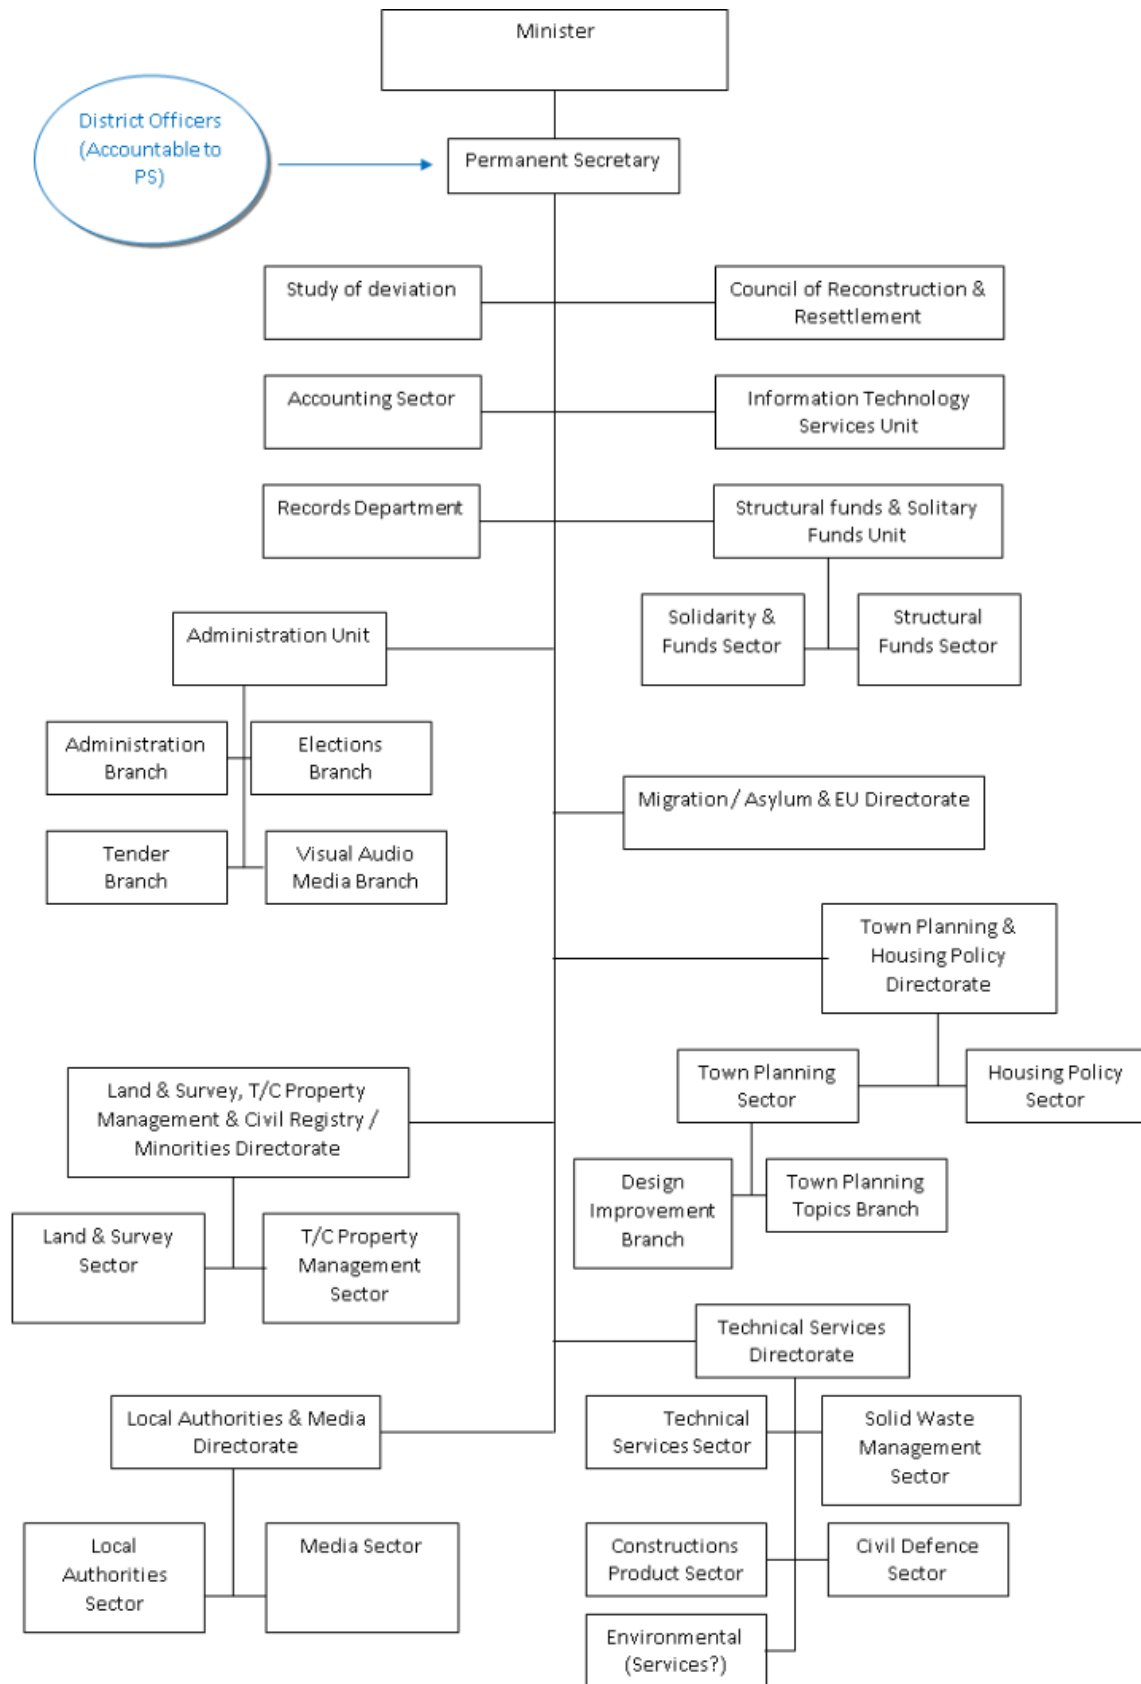 Minister
District Officers
(Accountable to
PS)
Permanent Secretary
Study of deviation
Council of Reconstruction &
Resettlement
Accounting Sector
Information Technology
Services Unit
Records Department
Structural funds & Solitary
Funds Unit
Solidarity &
Funds Sector
Structural
Funds Sector
Administration Unit
Administration
Branch
Elections
Branch
Tender
Branch
Visual Audio
Media Branch
Migration / Asylum & EU Directorate
Town Planning &
Housing Policy
Directorate
Town Planning
Sector
Housing Policy
Sector
Land & Survey, T/C Property
Management & Civil Registry /
Minorities Directorate
Design
Improvement
Branch
Town Planning
Topics Branch
Land & Survey
Sector
T/C Property
Management
Sector
Technical Services
Directorate
Local Authorities & Media
Directorate
Technical
Services Sector
Solid Waste
Management
Sector
Local
Authorities
Sector
Media Sector
Constructions
Product Sector
Civil Defence
Sector
Environmental
(Services?)